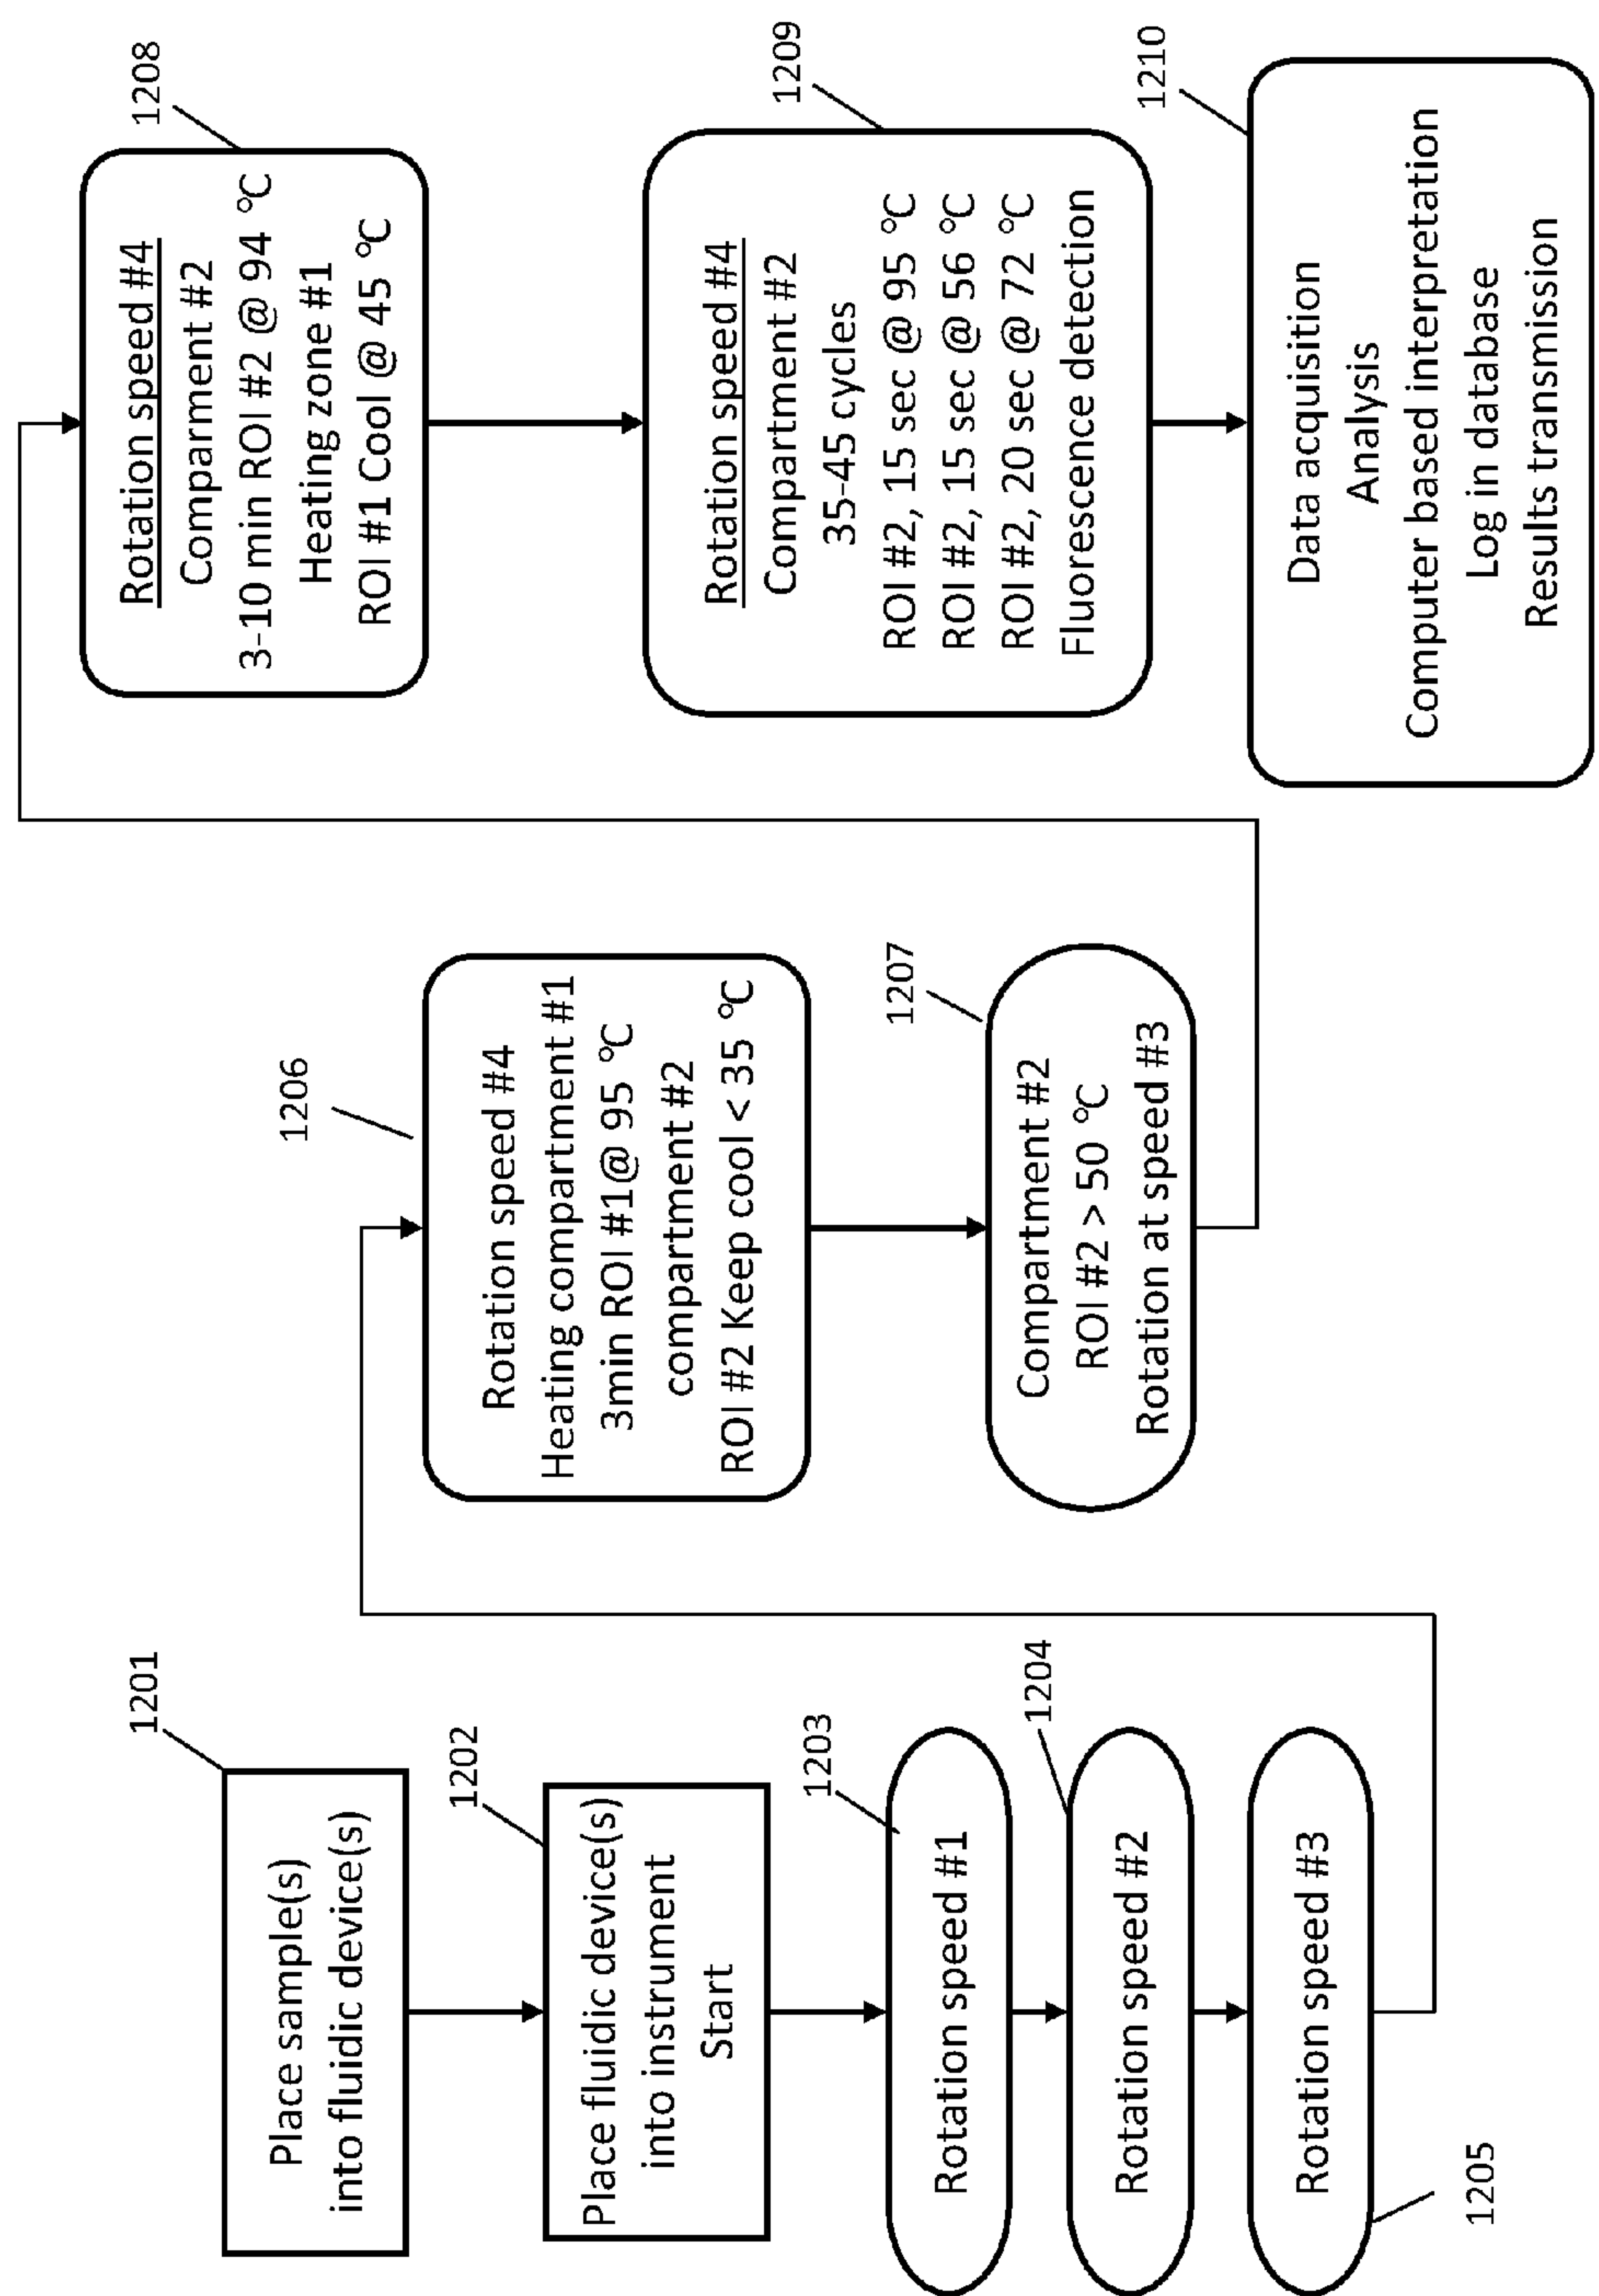 1201
Place sample(s)
into fluidic device(s)
1202
Place fluidic device(s)
into instrument
Start
1203
Rotation speed #1
1204
Rotation speed #2
Rotation speed #3
1205
1206
Rotation speed #4
Heating compartment #1
3min ROI #1@ 95 °C
compartment #2
ROI #2 Keep cool < 35 °C
1207
Compartment #2
ROI #2 > 50 °C
Rotation at speed #3
1208
Rotation speed #4
Comparment #2
3-10 min ROI #2 @ 94 °C
Heating zone #1
ROI #1 Cool @ 45 °C
1209
Rotation speed #4
Compartment #2
35-45 cycles
ROI #2, 15 sec @ 95 °C
ROI #2, 15 sec @ 56 °C
ROI #2, 20 sec @ 72 °C
Fluorescence detection
1210
Data acquisition
Analysis
Computer based interpretation
Log in database
Results transmission